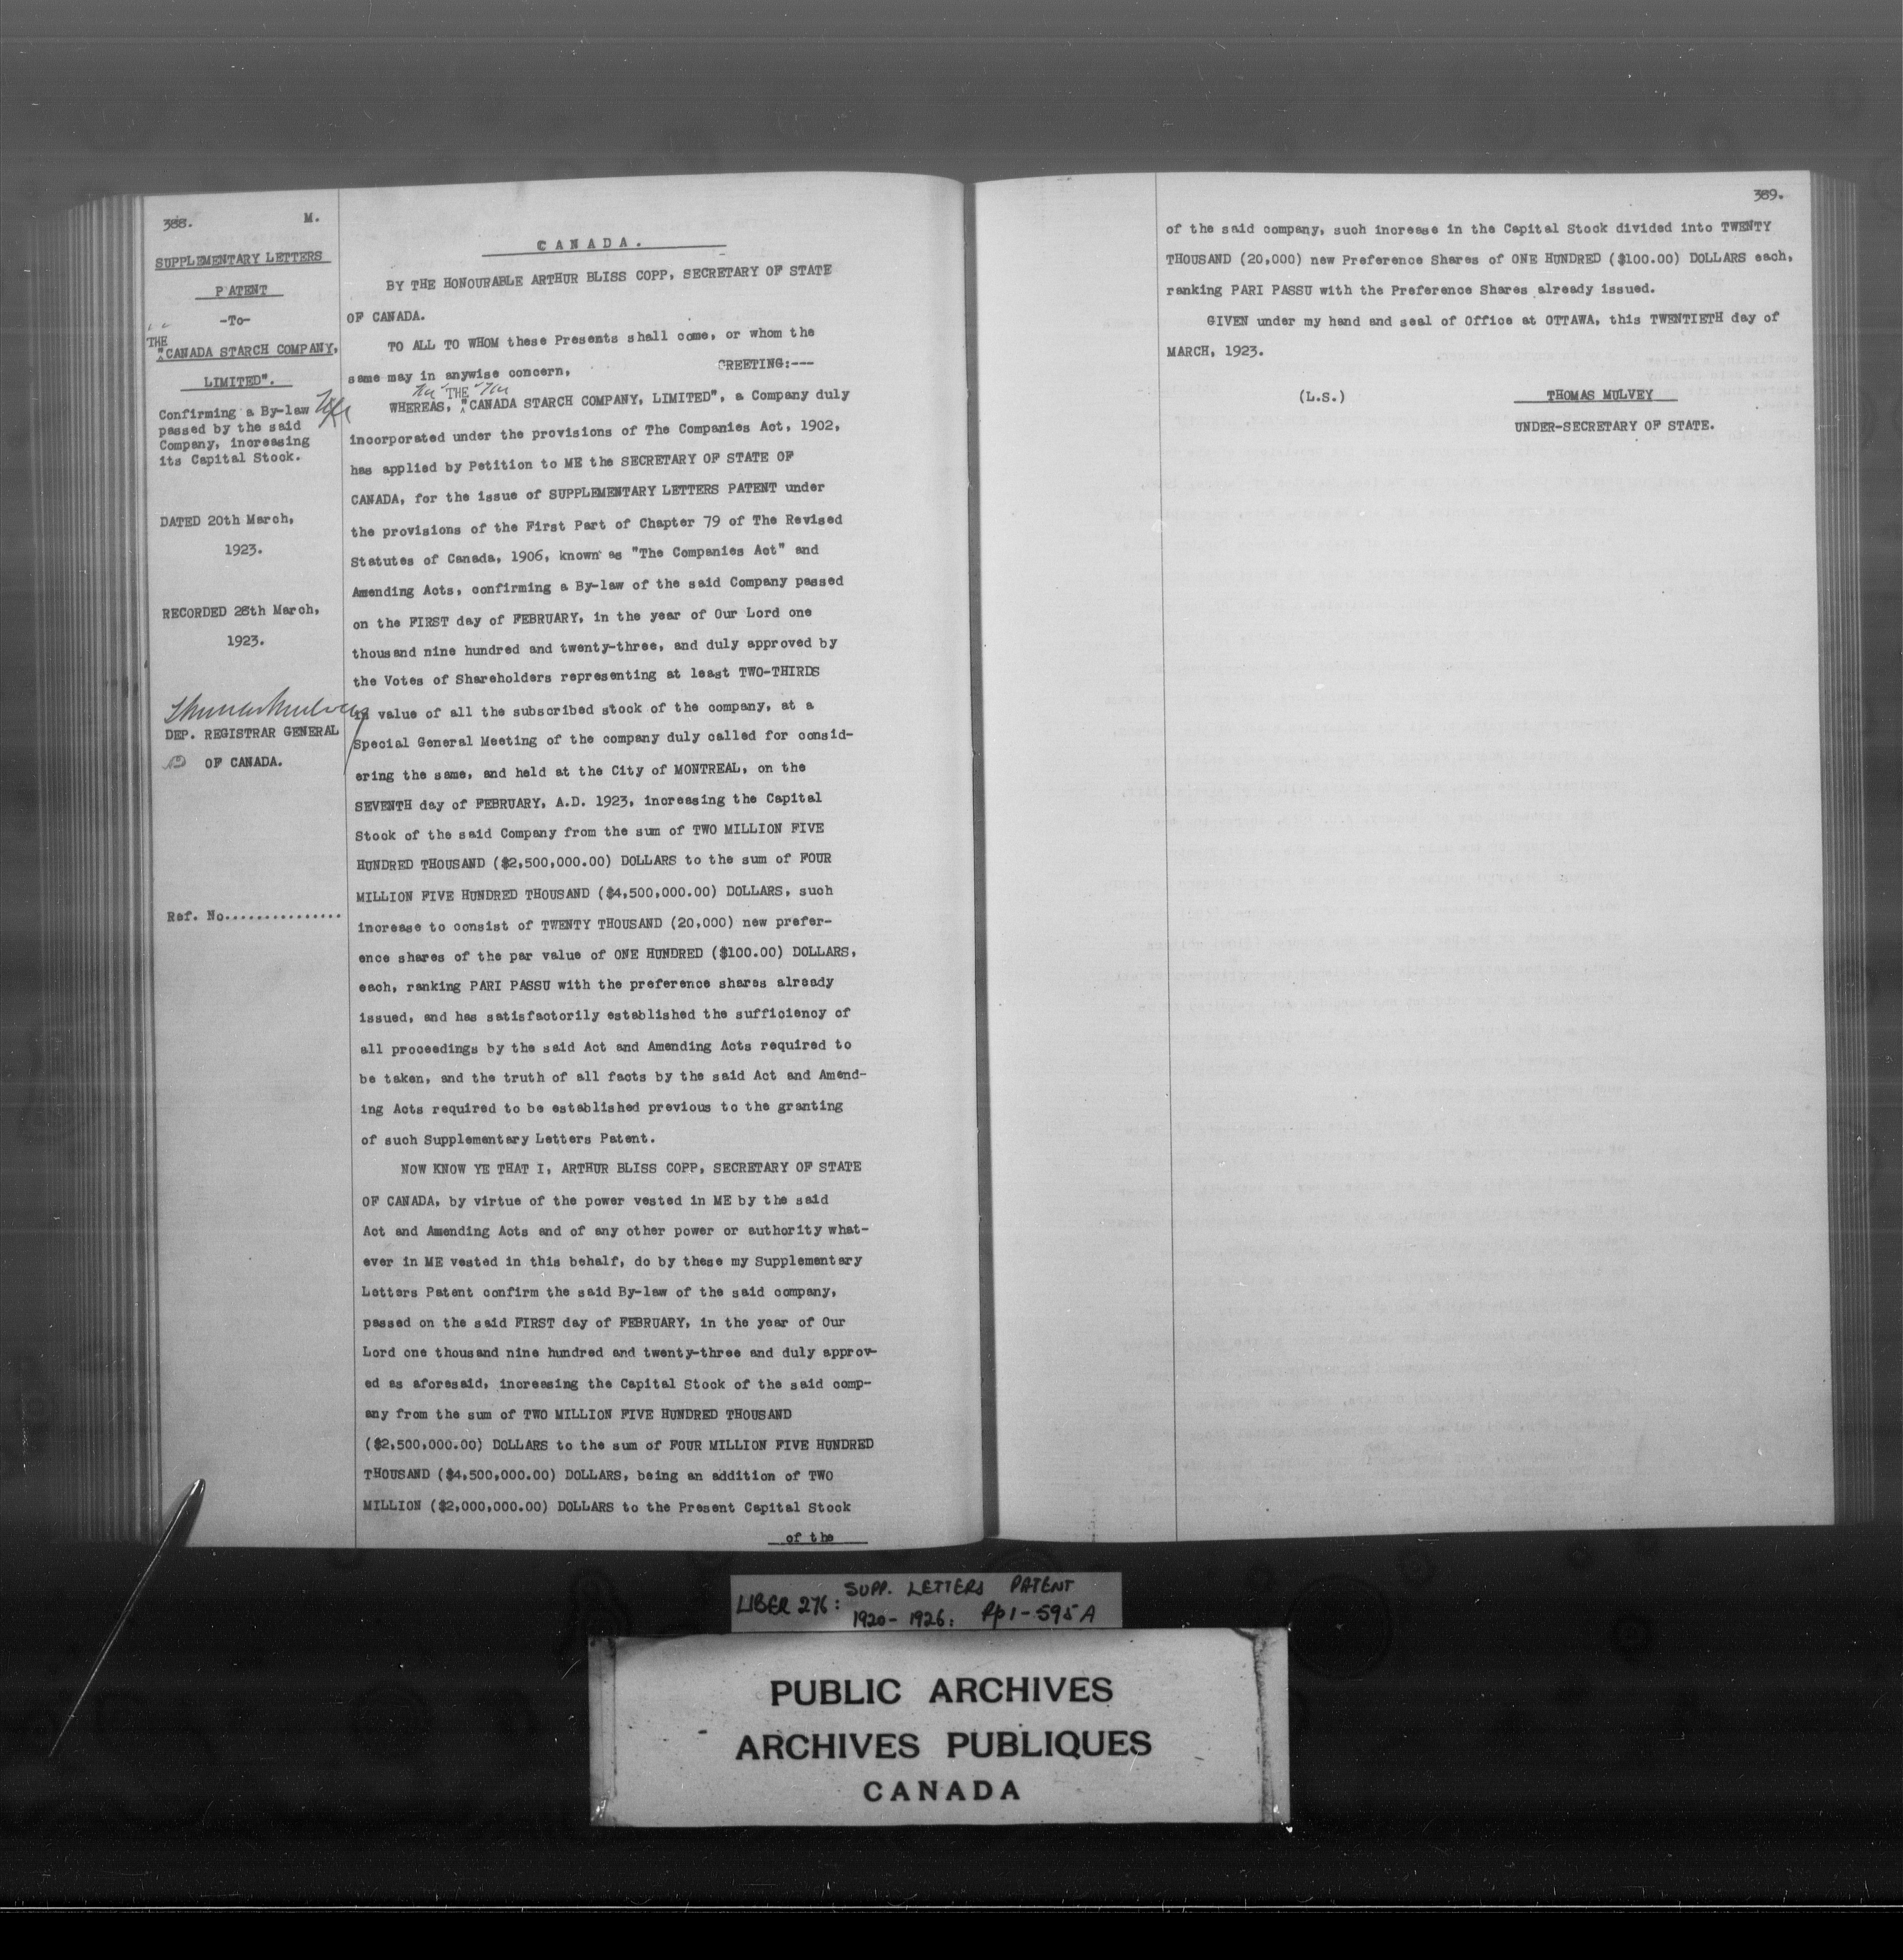 388.
M.
SUPPLEMENTARY LETTERS
PATENT
-To-
THE
"CANADA STARCH COMPANY,
LIMITED".
Confirming a By-law
passed by the said
Company, increasing
its Capital Stock.
DATED 20th March,
1923.
RECORDED 28th March,
1923.
Thomas Mulvey
DEP. REGISTRAR GENERAL
OF CANADA.
Ref. No...............
CANADA.
BY THE HONOURABLE ARTHUR BLISS COPP, SECRETARY OF STATE
OF CANADA.
TO ALL TO WHOM these Presents shall come, or whom the
same may in anywise concern, GREETING:---
THE
WHEREAS, "CANADA STARCH COMPANY, LIMITED", a Company duly
incorporated under the provisions of The Companies Act, 1902,
has applied by Petition to ME the SECRETARY OF STATE OF
CANADA, for the issue of SUPPLEMENTARY LETTERS PATENT under
the provisions of the First Part of Chapter 79 of The Revised
Statutes of Canada, 1906, known as "The Companies Act" and
Amending Acts, confirming a By-law of the said Company passed
on the FIRST day of FEBRUARY, in the year of Our Lord one
thousand nine hundred and twenty-three, and duly approved by
the Votes of Shareholders representing at least TWO-THIRDS
in value of all the subscribed stock of the company, at a
Special General Meeting of the company duly called for consid-
ering the same, and held at the City of MONTREAL, on the
SEVENTH day of FEBRUARY, A.D. 1923, increasing the Capital
Stock of the said Company from the sum of TWO MILLION FIVE
HUNDRED THOUSAND ($2,500,000.00) DOLLARS to the sum of FOUR
MILLION FIVE HUNDRED THOUSAND ($4,500,000.00) DOLLARS, such
increase to consist of TWENTY THOUSAND (20,000) new prefer-
ence shares of the par value of ONE HUNDRED ($100.00) DOLLARS,
each, ranking PARI PASSU with the preference shares already
issued, and has satisfactorily established the sufficiency of
all proceedings by the said Act and Amending Acts required to
be taken, and the truth of all facts by the said Act and Amend-
ing Acts required to be established previous to the granting
of such Supplementary Letters Patent.
NOW KNOW YE THAT I, ARTHUR BLISS COPP, SECRETARY OF STATE
OF CANADA, by virtue of the power vested in ME by the said
Act and Amending Acts and of any other power or authority what-
ever in ME vested in this behalf, do by these my Supplementary
Letters Patent confirm the said By-law of the said company,
passed on the said FIRST day of FEBRUARY, in the year of Our
Lord one thousand nine hundred and twenty-three and duly approv-
ed as aforesaid, increasing the Capital Stock of the said comp-
any from the sum of TWO MILLION FIVE HUNDRED THOUSAND
($2,500,000.00) DOLLARS to the sum of FOUR MILLION FIVE HUNDRED
THOUSAND ($4,500,000.00) DOLLARS, being an addition of TWO
MILLION ($2,000,000.00) DOLLARS to the Present Capital Stock
of the
389.
of the said company, such increase in the Capital Stock divided into TWENTY
THOUSAND (20,000) new Preference Shares of ONE HUNDRED ($100.00) DOLLARS each,
ranking PARI PASSU with the Preference Shares already issued.
GIVEN under my hand and seal of Office at OTTAWA, this TWENTIETH day of
MARCH, 1923.
(L.S.) THOMAS MULVEY
UNDER-SECRETARY OF STATE.
LIBER 276: SUPP. LETTERS PATENT
1920-1926: Pp 1-595A
PUBLIC ARCHIVES
ARCHIVES PUBLIQUES
CANADA